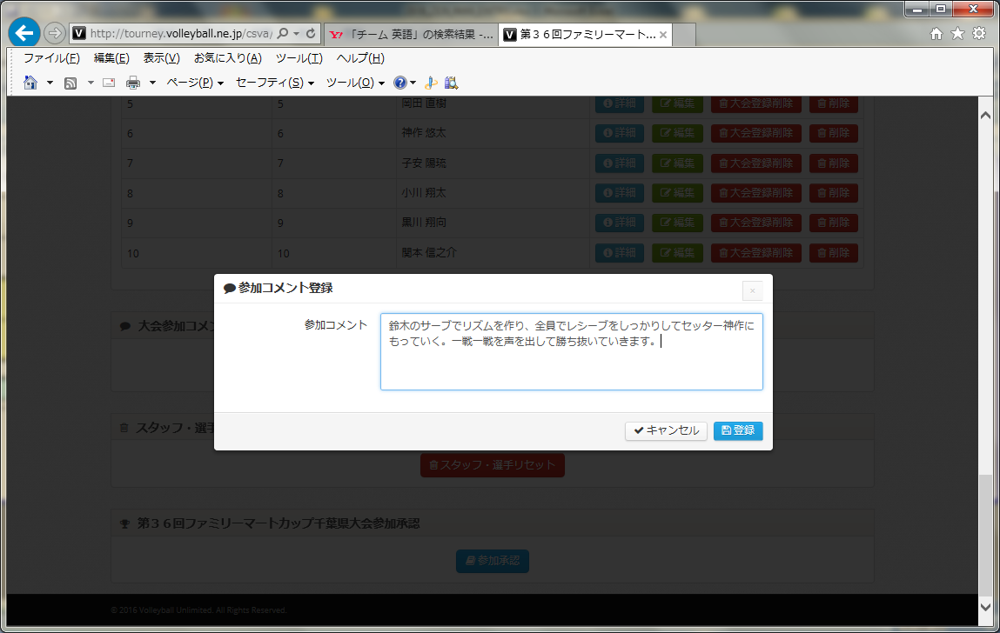 http://tourney.volleyball.ne.jp/csva/
「チーム 英語」の検索結果 -...
第３６回ファミリーマート...
ファイル(F) 編集(E) 表示(V) お気に入り(A) ツール(T) ヘルプ(H)
ページ(P) セーフティ(S) ツール(O)
5 5 岡田 直樹 詳細 編集 大会登録削除 削除
6 6 神作 悠太 詳細 編集 大会登録削除 削除
7 7 子安 陽琉 詳細 編集 大会登録削除 削除
8 8 小川 翔太 詳細 編集 大会登録削除 削除
9 9 黒川 翔向 詳細 編集 大会登録削除 削除
10 10 関本 信之介 詳細 編集 大会登録削除 削除
参加コメント登録
大会参加コメン
参加コメント
鈴木のサーブでリズムを作り、全員でレシーブをしっかりしてセッター神作に
もっていく。一戦一戦を声を出して勝ち抜いていきます。
スタッフ・選手
キャンセル 登録
スタッフ・選手リセット
第３６回ファミリーマートカップ千葉県大会参加承認
参加承認
© 2016 Volleyball Unlimited. All Rights Reserved.